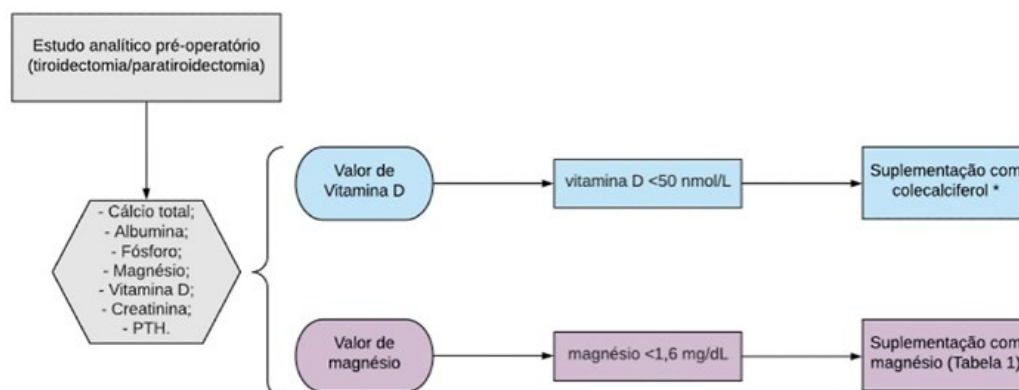 Estudo analítico pré-operatório
(tiroidectomia/paratiroidectomia)
- Cálcio total;
- Albumina;
- Fósforo;
- Magnésio;
- Vitamina D;
- Creatinina;
- PTH.
Valor de
Vitamina D
vitamina D <50 nmol/L
Suplementação com
colecalciferol *
Valor de
magnésio
magnésio <1,6 mg/dL
Suplementação com
magnésio (Tabela 1)